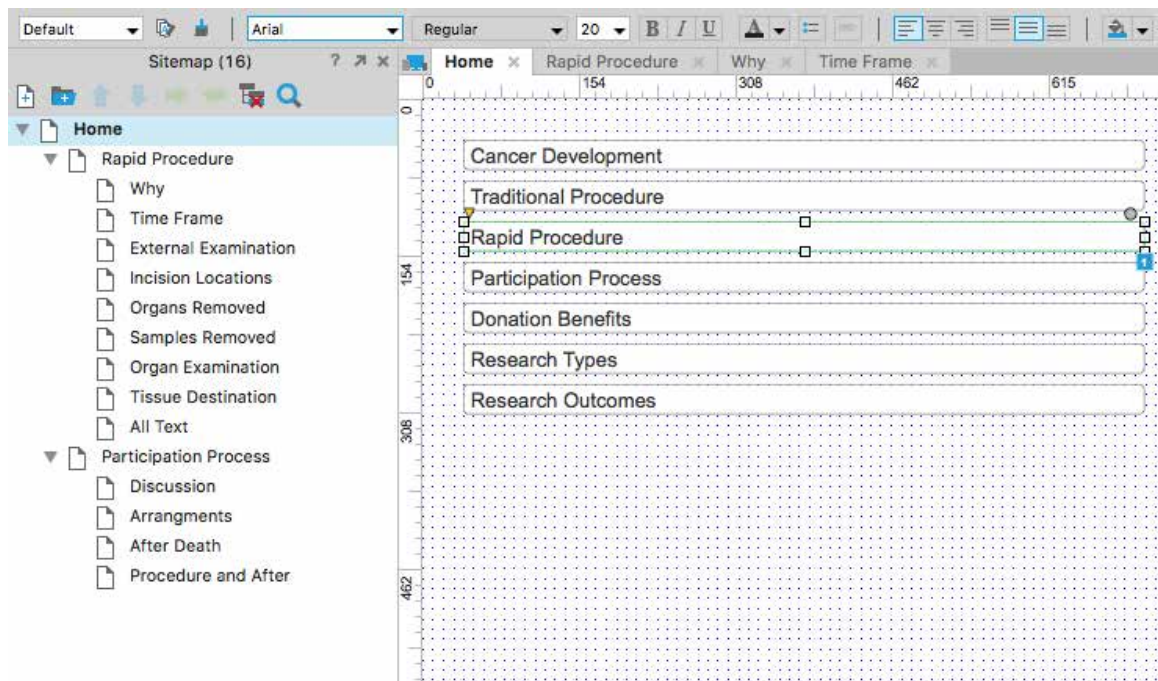 Default Arial Regular 20 B I U A
Sitemap (16) ? Home Rapid Procedure Why Time Frame
0 154 308 462 615
0
154
308
462
Home
Rapid Procedure
Why
Time Frame
External Examination
Incision Locations
Organs Removed
Samples Removed
Organ Examination
Tissue Destination
All Text
Participation Process
Discussion
Arrangments
After Death
Procedure and After
Cancer Development
Traditional Procedure
Rapid Procedure
1
Participation Process
Donation Benefits
Research Types
Research Outcomes